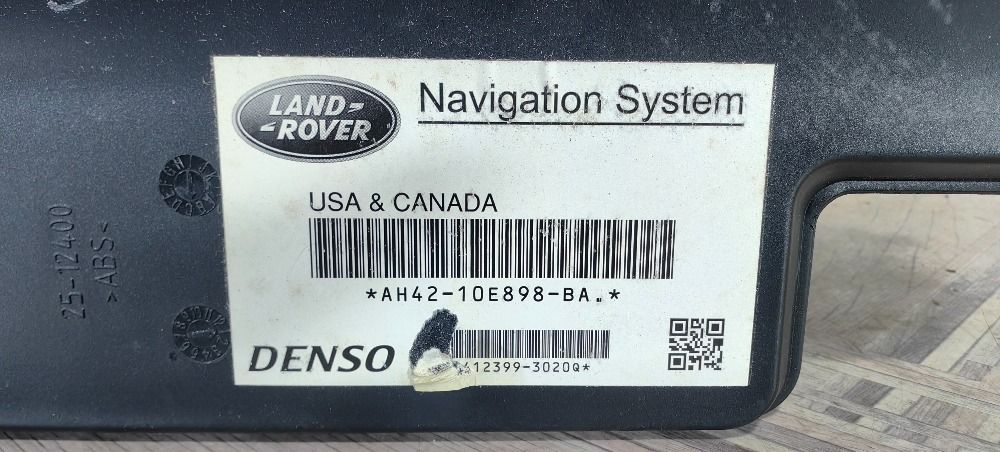 LAND-
-ROVER
Navigation System
USA & CANADA
*AH42-10E898-BA.*
DENSO
12399-3020Q*
25-12400
>ABS<